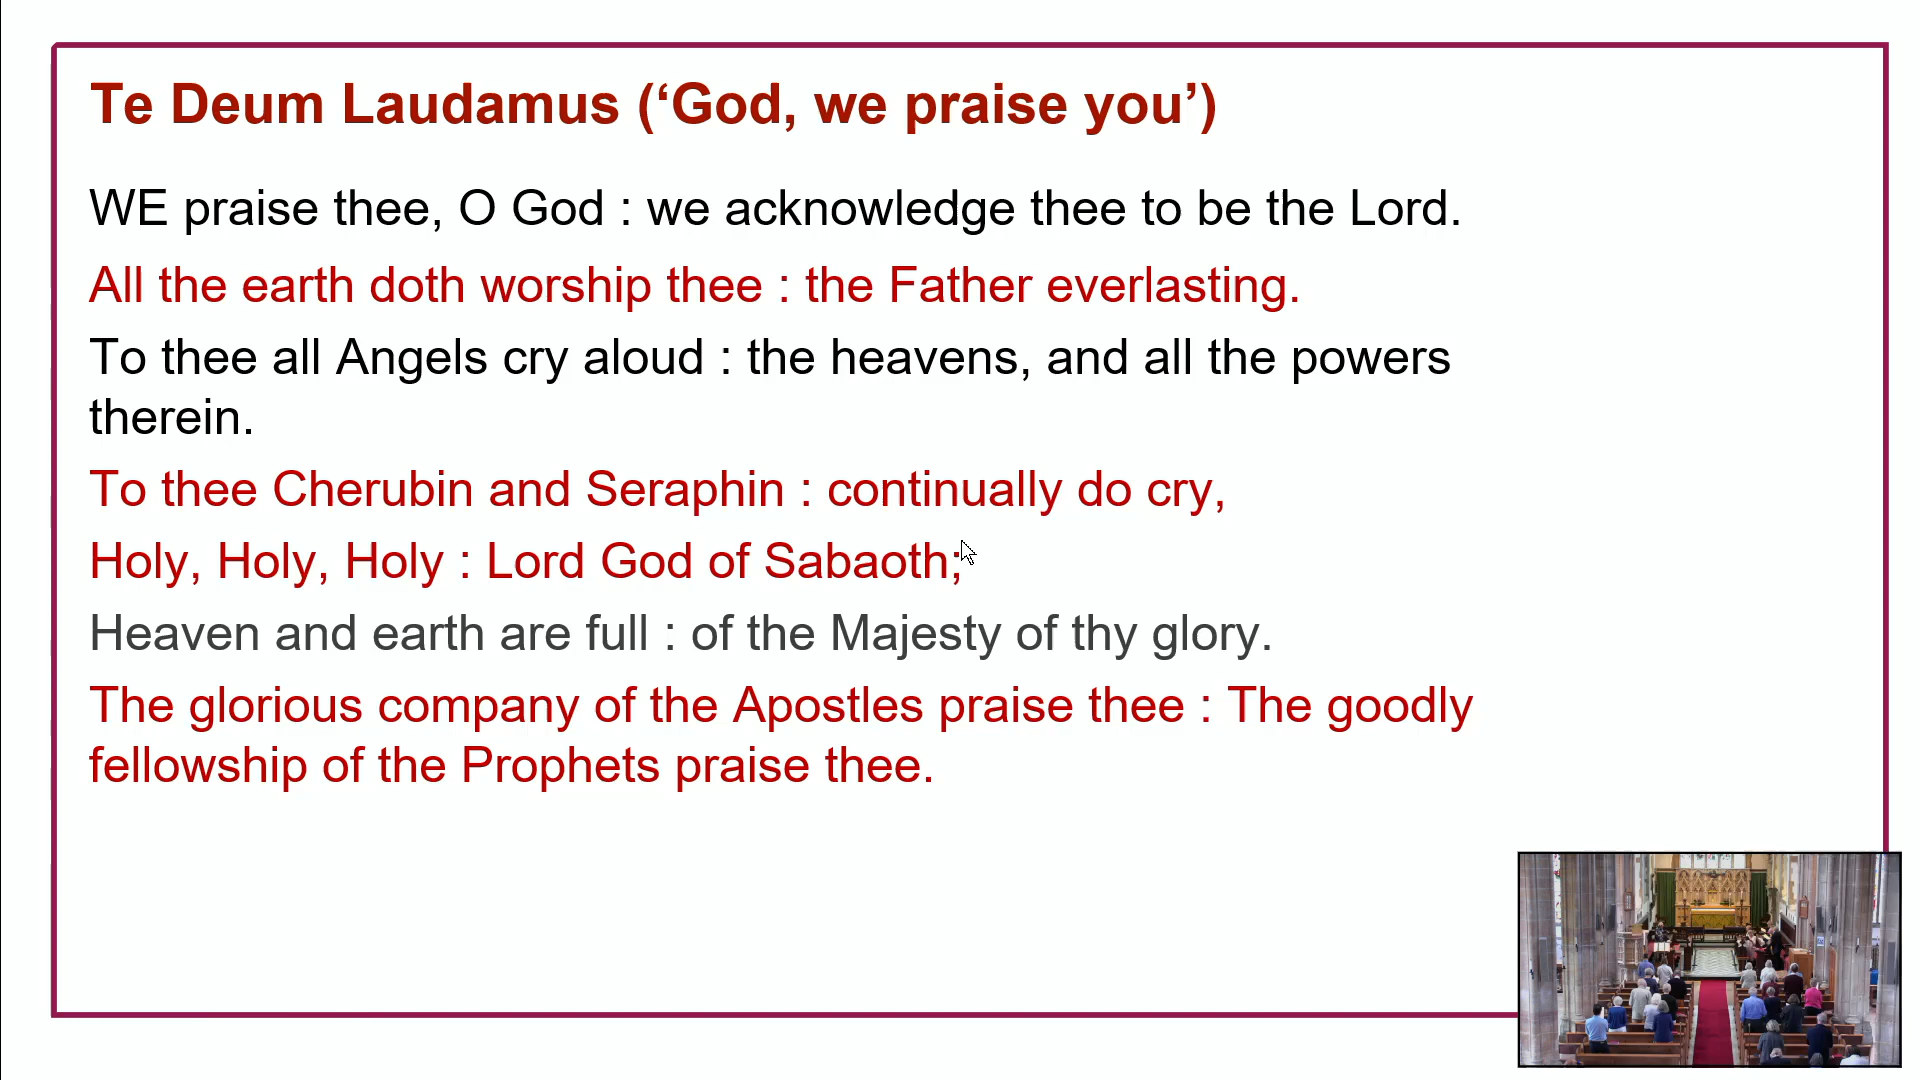 Te Deum Laudamus (‘God, we praise you’)
WE praise thee, O God : we acknowledge thee to be the Lord.
All the earth doth worship thee : the Father everlasting.
To thee all Angels cry aloud : the heavens, and all the powers
therein.
To thee Cherubin and Seraphin : continually do cry,
Holy, Holy, Holy : Lord God of Sabaoth;
Heaven and earth are full : of the Majesty of thy glory.
The glorious company of the Apostles praise thee : The goodly
fellowship of the Prophets praise thee.